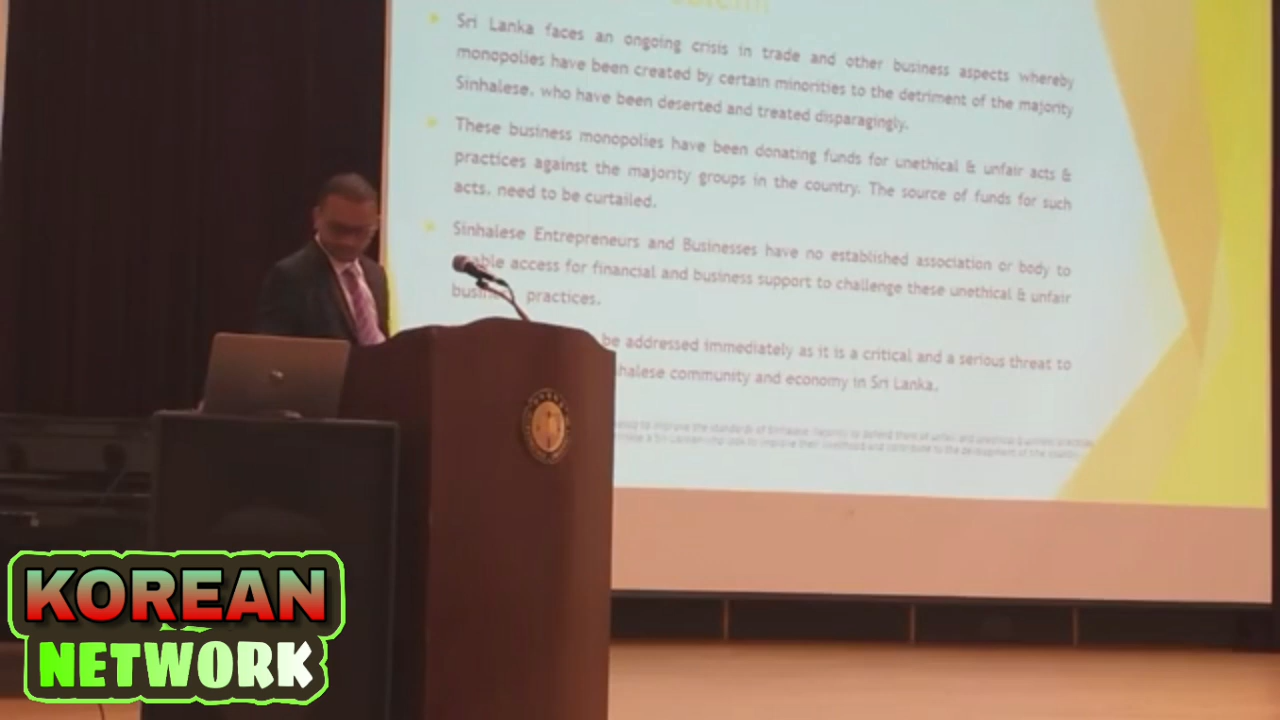 Sri Lanka faces an ongoing crisis in trade and other business aspects whereby
monopolies have been created by certain minorities to the detriment of the majority
Sinhalese, who have been deserted and treated disparagingly.
These business monopolies have been donating funds for unethical & unfair acts &
practices against the majority groups in the country. The source of funds for such
acts, need to be curtailed.
Sinhalese Entrepreneurs and Businesses have no established association or body to
access for financial and business support to challenge these unethical & unfair
practices.
be addressed immediately as it is a critical and a serious threat to
community and economy in Sri Lanka.
KOREAN
NETWORK